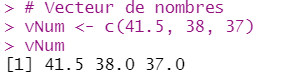 > # Vecteur de nombres
> vNum <- c(41.5, 38, 37)
> vNum
[1] 41.5 38.0 37.0